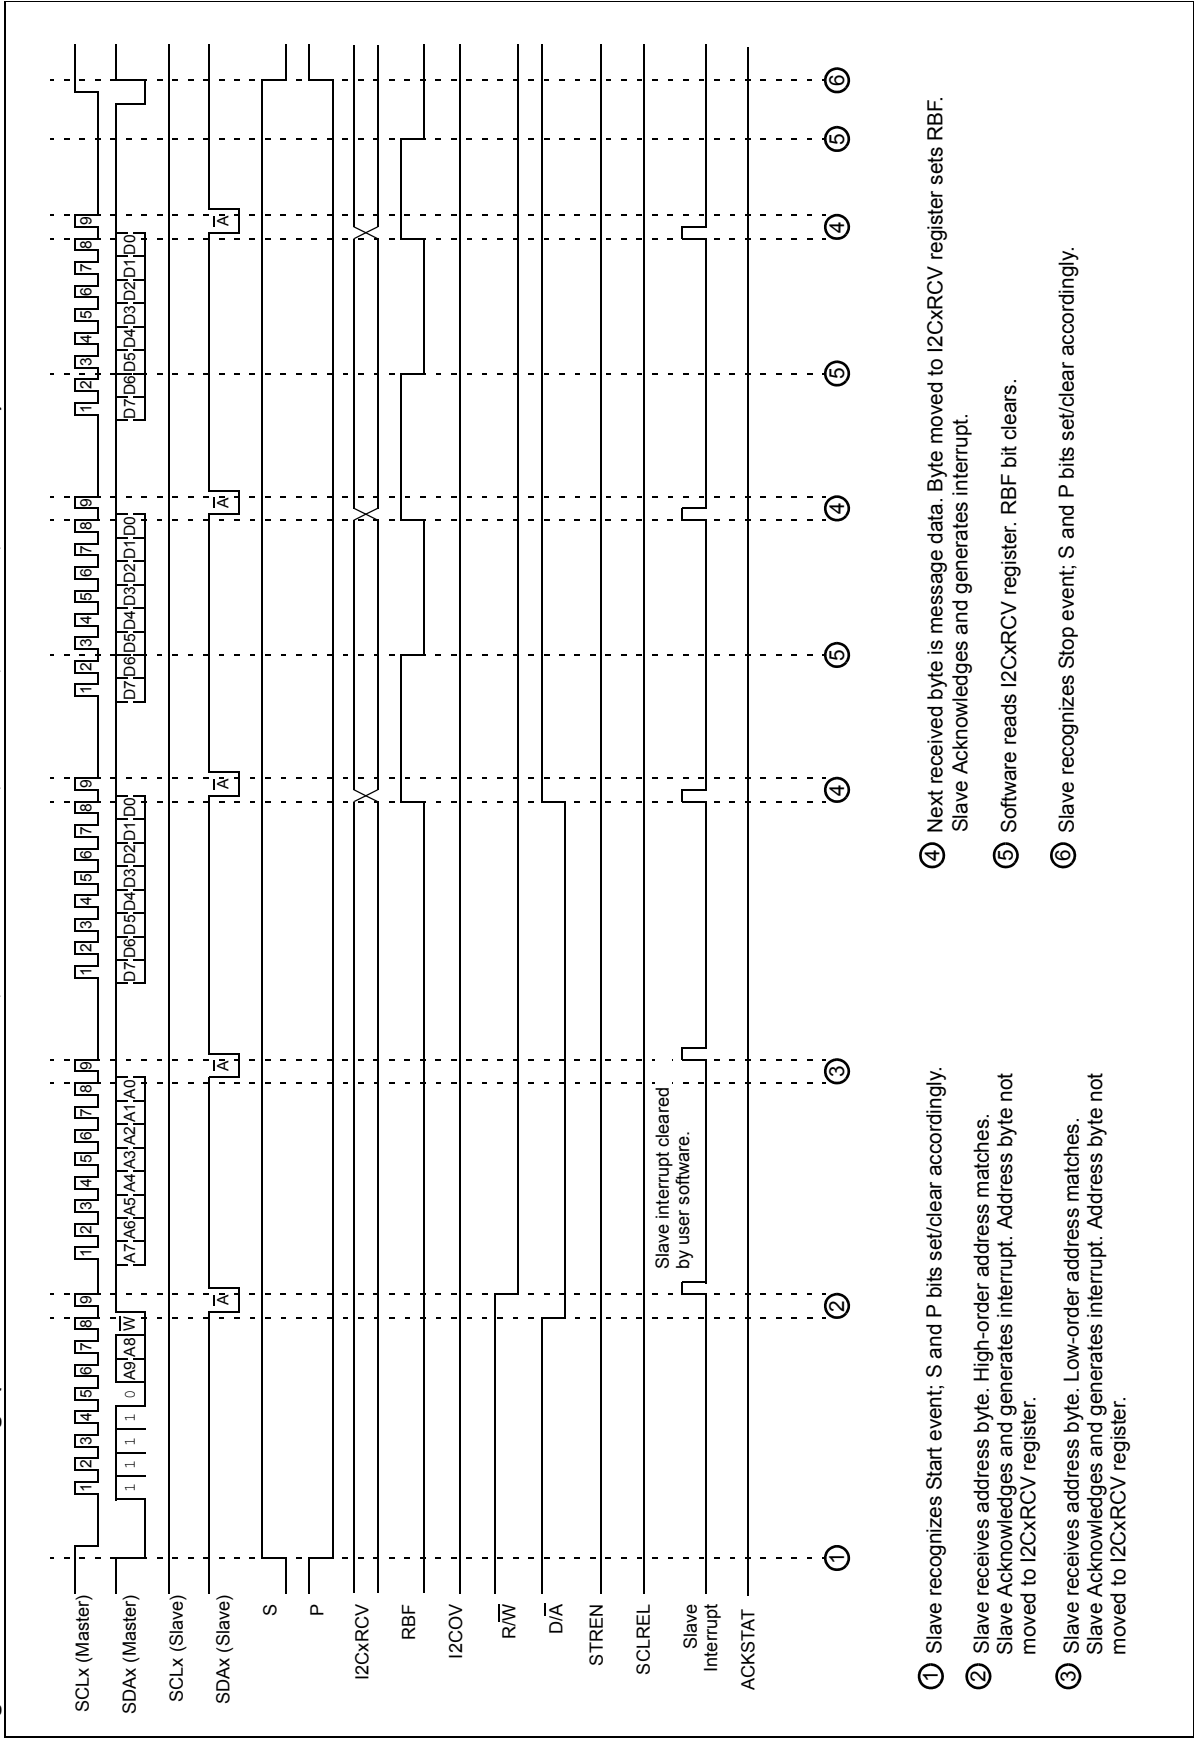 SCLx (Master) 1 2 3 4 5 6 7 8 9 1 2 3 4 5 6 7 8 9 1 2 3 4 5 6 7 8 9 1 2 3 4 5 6 7 8 9 1 2 3 4 5 6 7 8 9
SDAx (Master) 1 1 1 1 0 A9 A8 W̅ A7 A6 A5 A4 A3 A2 A1 A0 D7 D6 D5 D4 D3 D2 D1 D0 D7 D6 D5 D4 D3 D2 D1 D0 D7 D6 D5 D4 D3 D2 D1 D0
SCLx (Slave)
SDAx (Slave) A̅ A̅ A̅ A̅ A̅
S
P
I2CxRCV
RBF
I2COV
R/W̅
D/A̅
STREN
SCLREL
Slave interrupt cleared
by user software.
Slave
Interrupt
ACKSTAT
① ② ③ ④ ⑤ ④ ⑤ ④ ⑤ ⑥
① Slave recognizes Start event; S and P bits set/clear accordingly.
② Slave receives address byte. High-order address matches.
Slave Acknowledges and generates interrupt. Address byte not
moved to I2CxRCV register.
③ Slave receives address byte. Low-order address matches.
Slave Acknowledges and generates interrupt. Address byte not
moved to I2CxRCV register.
④ Next received byte is message data. Byte moved to I2CxRCV register sets RBF.
Slave Acknowledges and generates interrupt.
⑤ Software reads I2CxRCV register. RBF bit clears.
⑥ Slave recognizes Stop event; S and P bits set/clear accordingly.